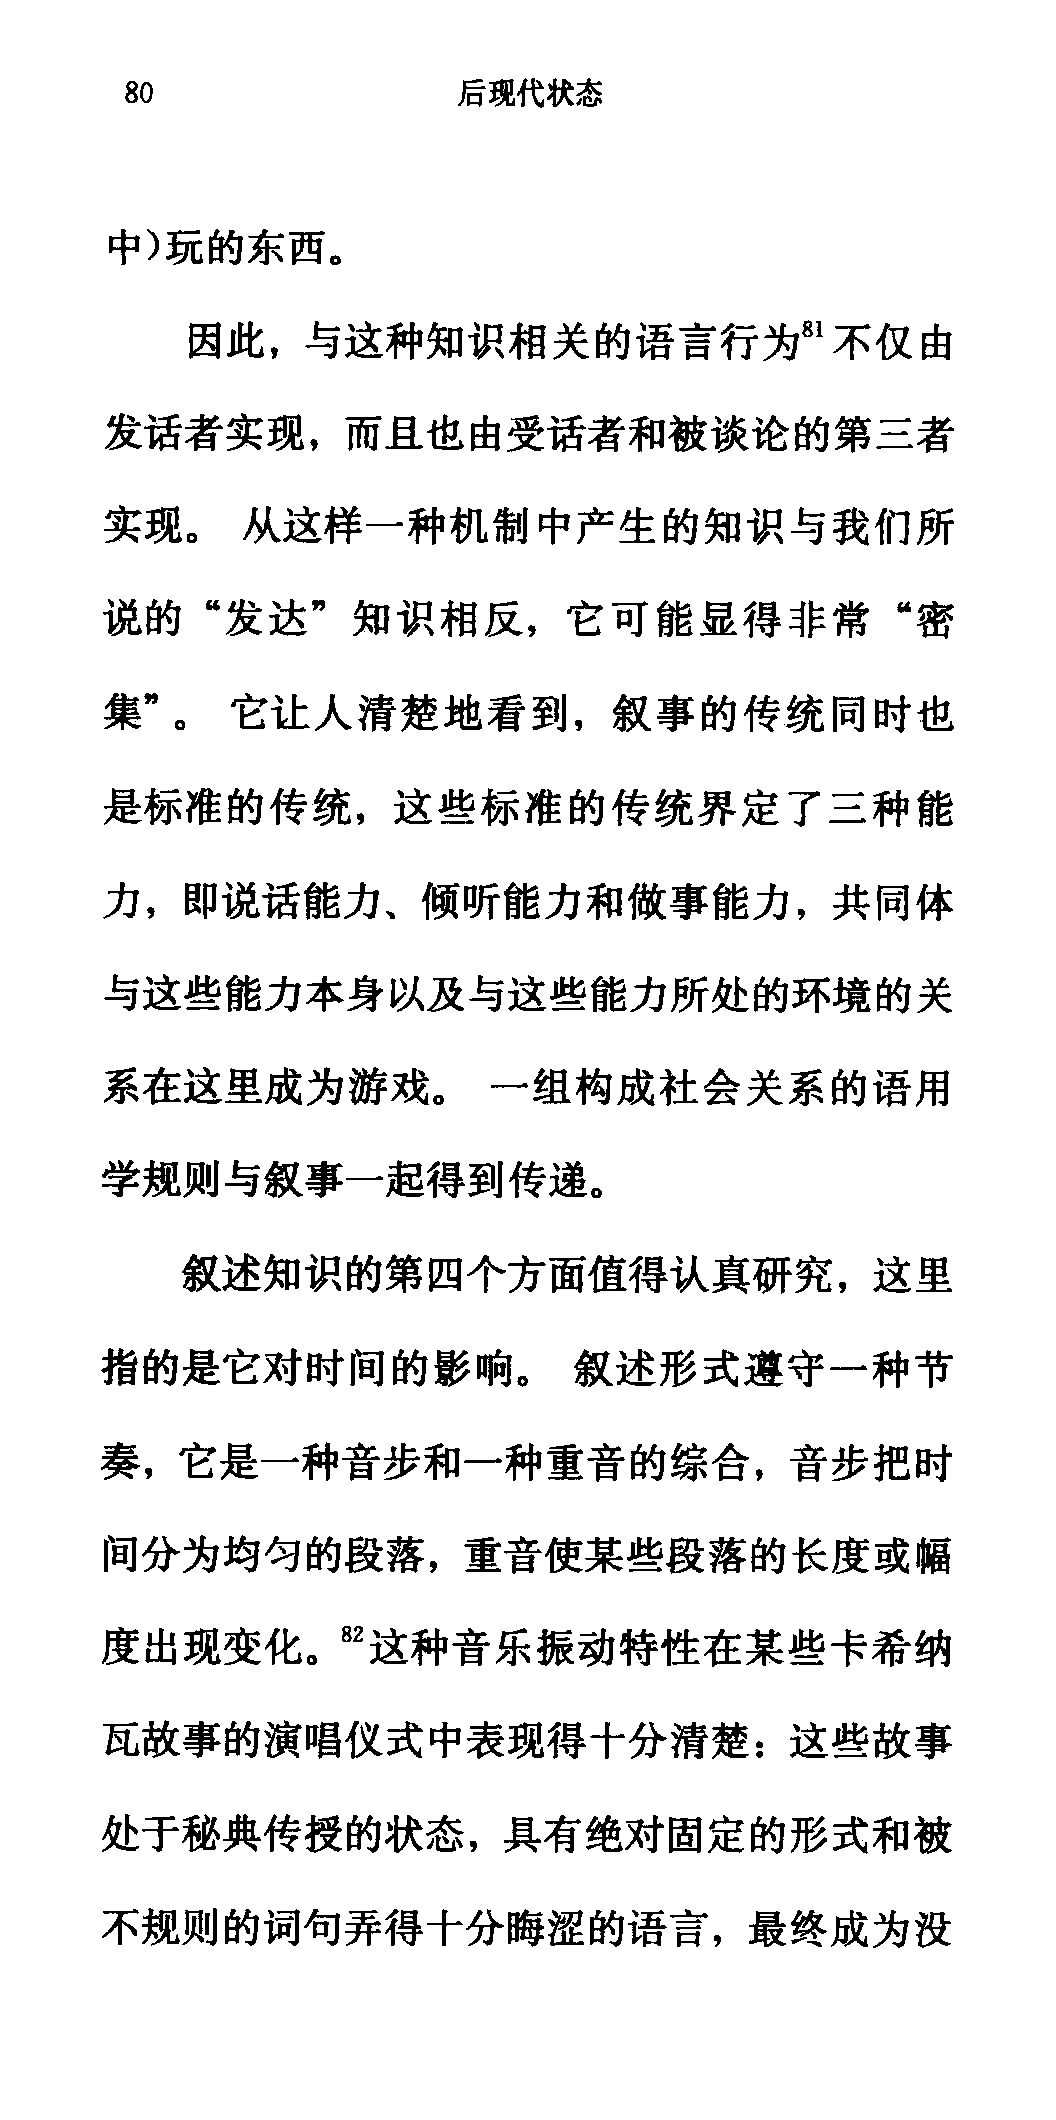 80 后现代状态
中)玩的东西。
因此，与这种知识相关的语言行为81不仅由
发话者实现，而且也由受话者和被谈论的第三者
实现。 从这样一种机制中产生的知识与我们所
说的“发达”知识相反，它可能显得非常“密
集”。 它让人清楚地看到，叙事的传统同时也
是标准的传统，这些标准的传统界定了三种能
力，即说话能力、倾听能力和做事能力，共同体
与这些能力本身以及与这些能力所处的环境的关
系在这里成为游戏。 一组构成社会关系的语用
学规则与叙事一起得到传递。
叙述知识的第四个方面值得认真研究，这里
指的是它对时间的影响。 叙述形式遵守一种节
奏，它是一种音步和一种重音的综合，音步把时
间分为均匀的段落，重音使某些段落的长度或幅
度出现变化。82这种音乐振动特性在某些卡希纳
瓦故事的演唱仪式中表现得十分清楚：这些故事
处于秘典传授的状态，具有绝对固定的形式和被
不规则的词句弄得十分晦涩的语言，最终成为没